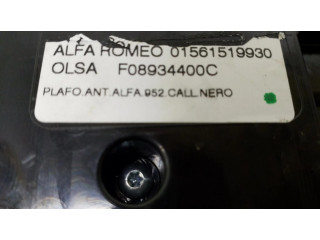 ALFA ROMEO 01561519930
OLSA F08934400C
PLAFO.ANT.ALFA.952.CALL.NERO